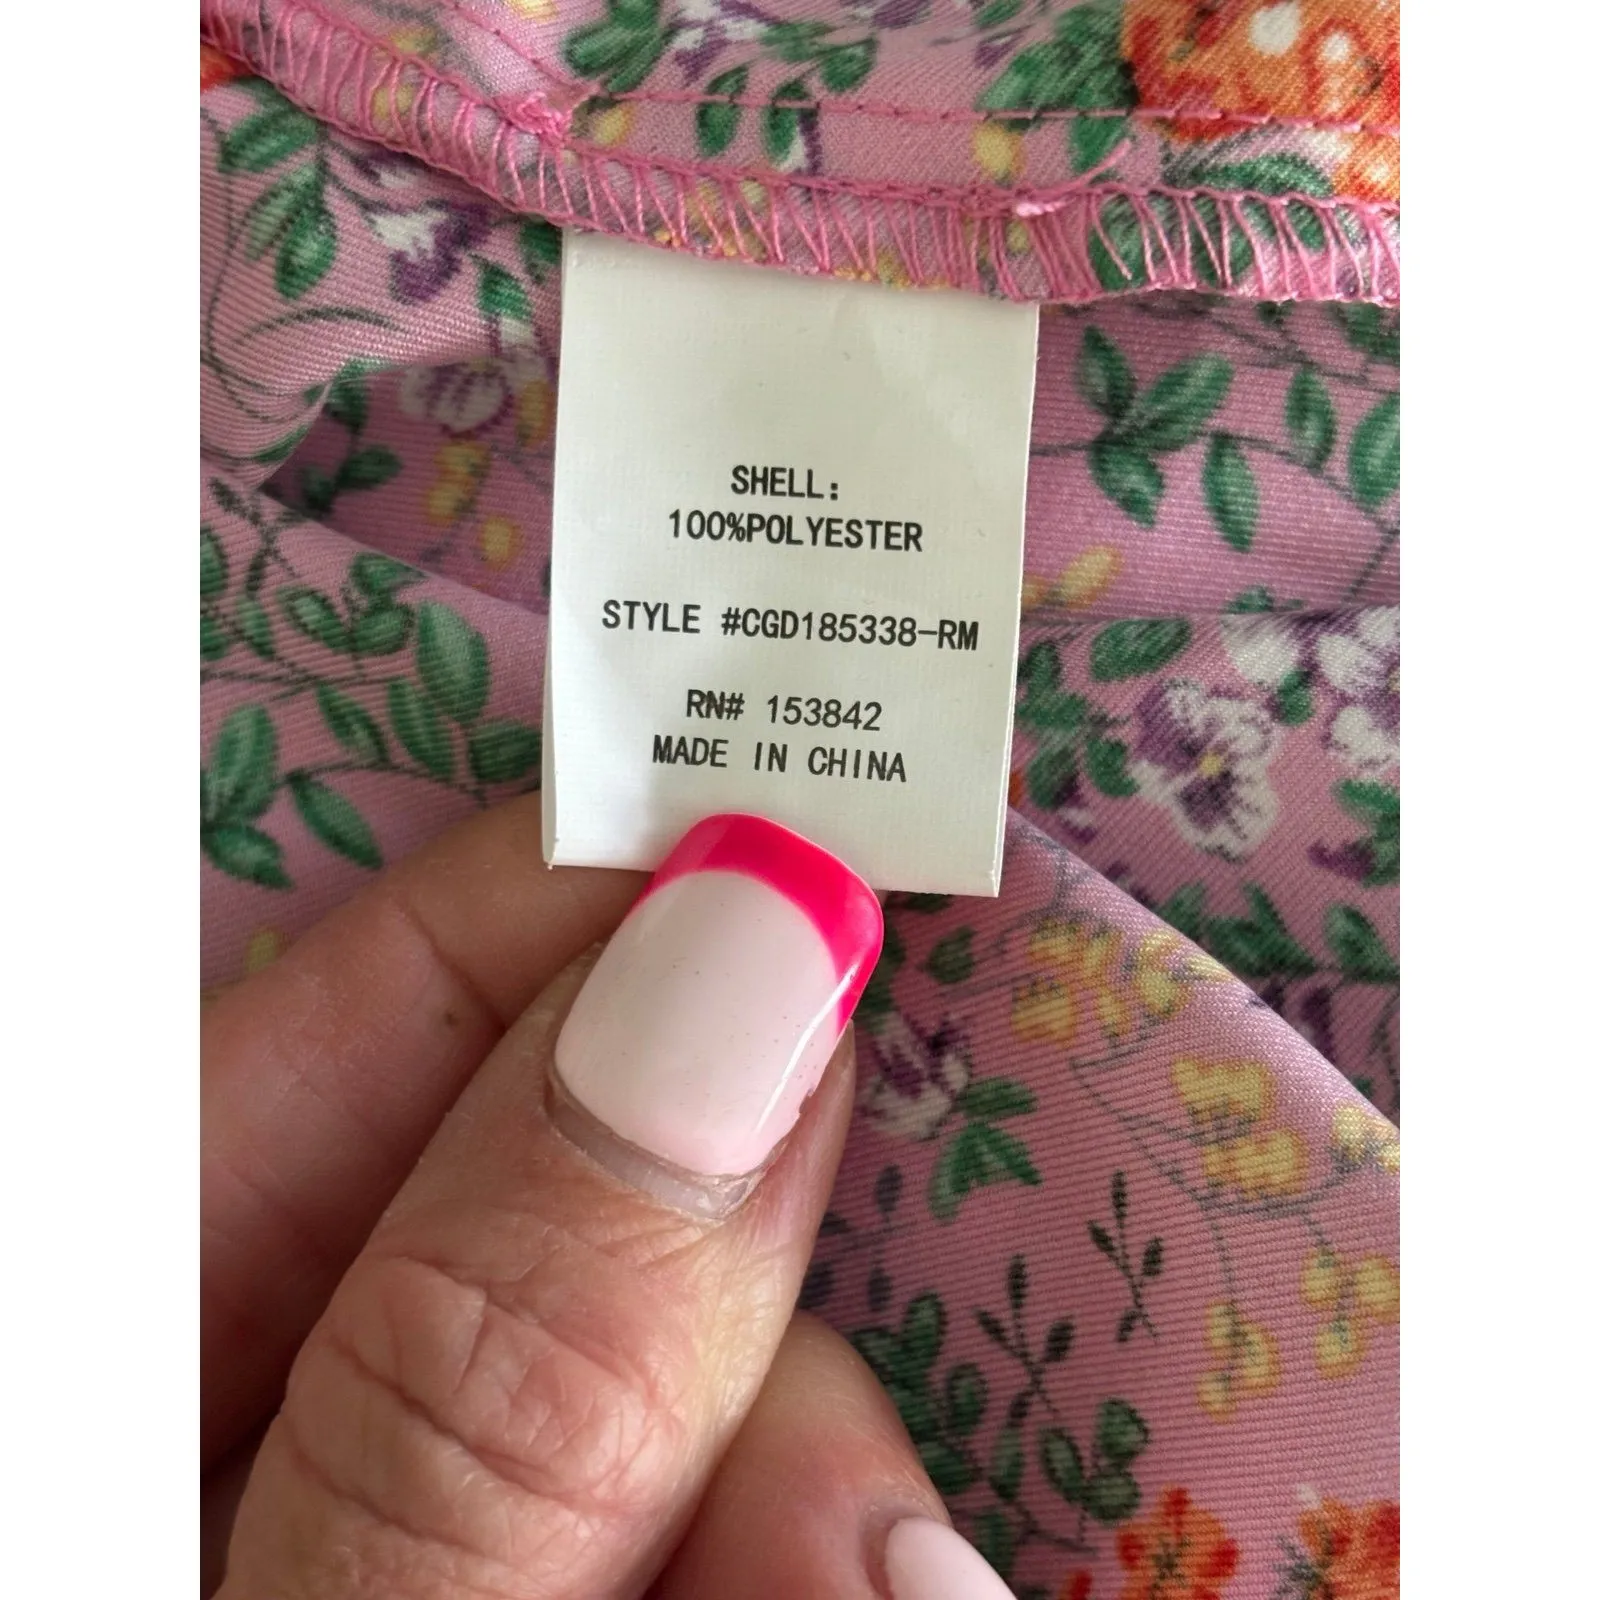 SHELL:
100%POLYESTER
STYLE #CGD185338-RM
RN# 153842
MADE IN CHINA